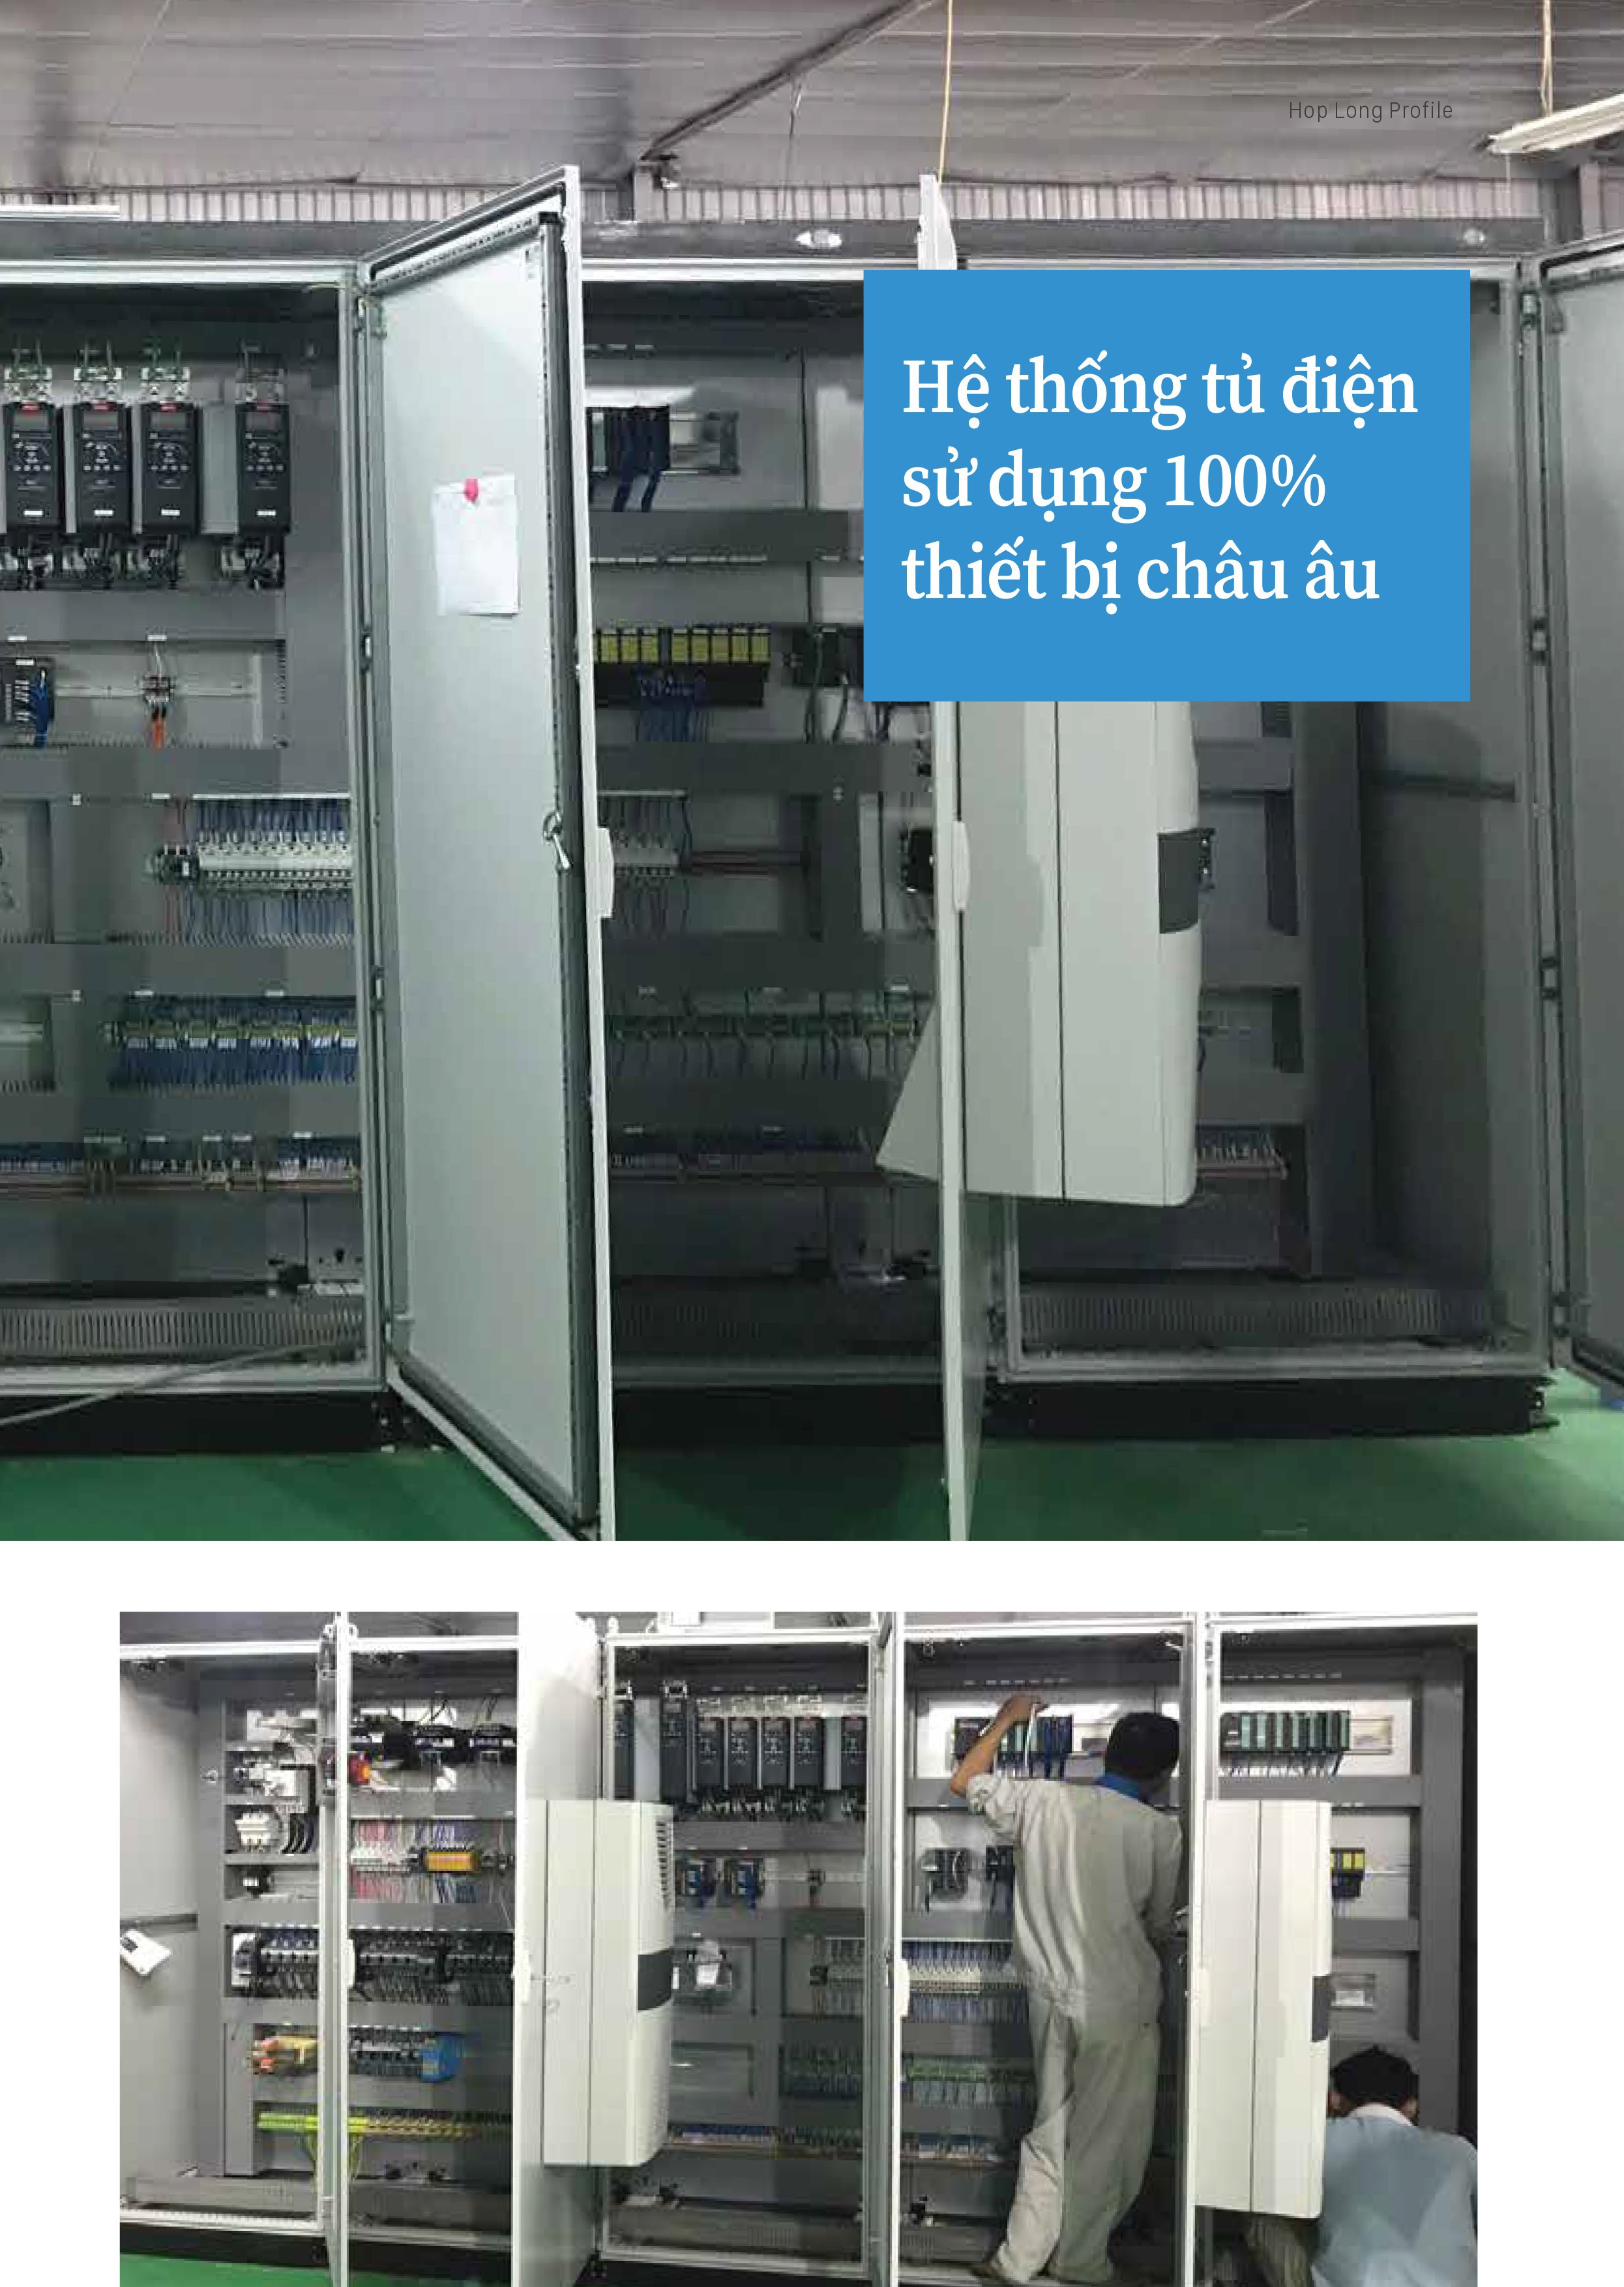 Hop Long Profile
Hệ thống tủ điện
sử dụng 100%
thiết bị châu âu